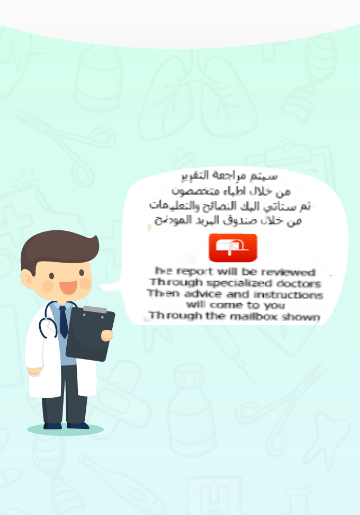 سيتم مراجعة التقرير
من خلال اطباء متخصصون
ثم ستاتي اليك النصائح والتعليمات
من خلال صندوق البريد الموضح
he report will be reviewed
Through specialized doctors
Then advice and instructions
will come to you
Through the mailbox shown